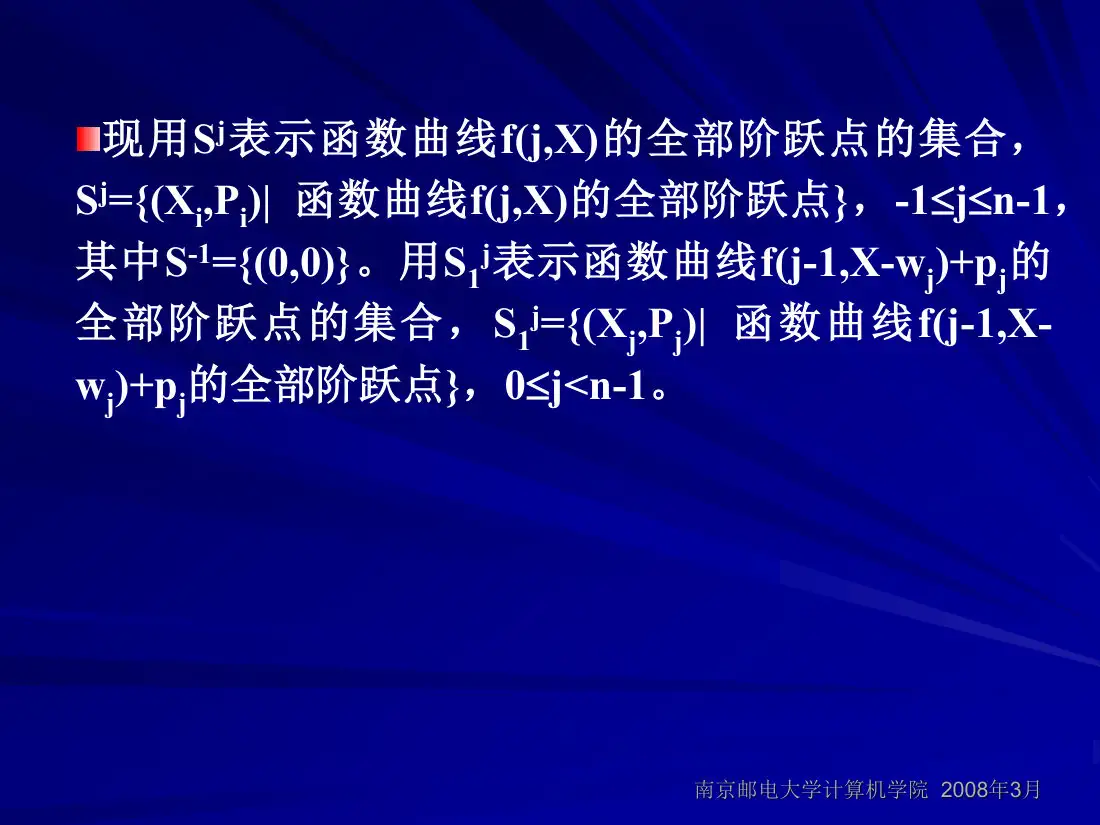 现用Sʲ表示函数曲线f(j,X)的全部阶跃点的集合，
Sʲ={(Xᵢ,Pᵢ)| 函数曲线f(j,X)的全部阶跃点}，-1≤j≤n-1，
其中S⁻¹={(0,0)}。用S₁ʲ表示函数曲线f(j-1,X-wⱼ)+pⱼ的
全部阶跃点的集合，S₁ʲ={(Xⱼ,Pⱼ)| 函数曲线f(j-1,X-
wⱼ)+pⱼ的全部阶跃点}，0≤j<n-1。
南京邮电大学计算机学院 2008年3月